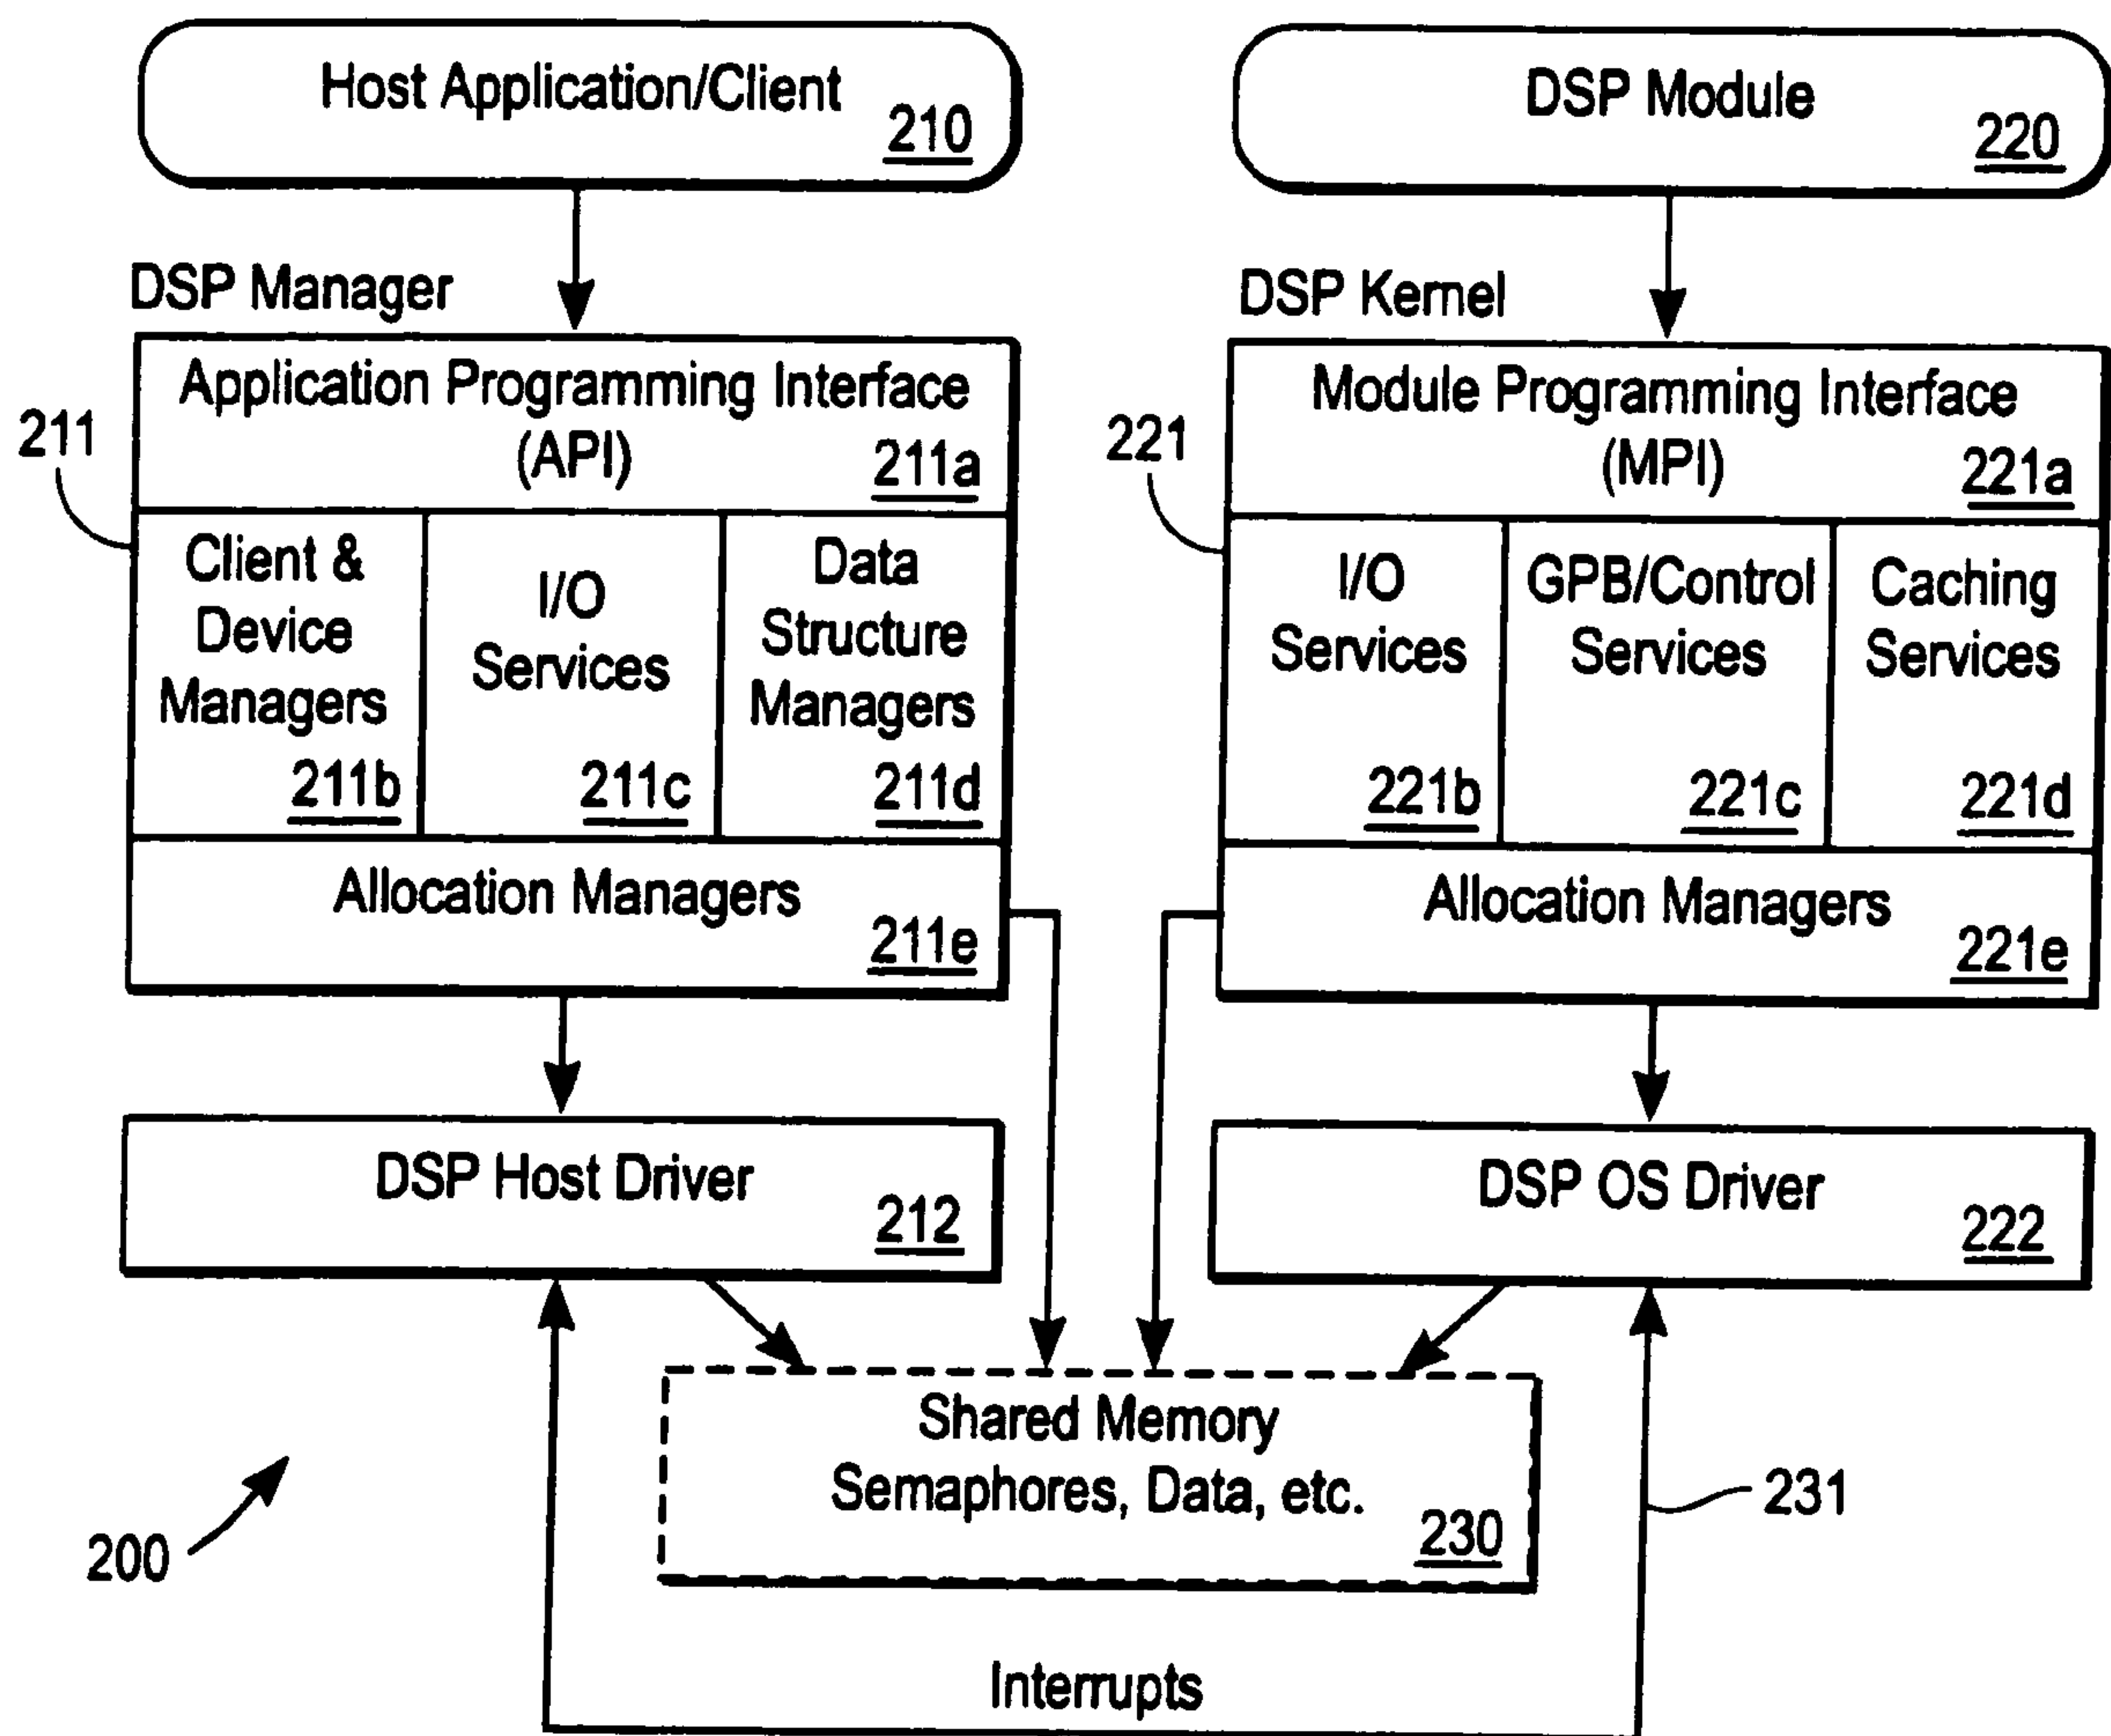 Host Application/Client
210
DSP Module
220
DSP Manager
DSP Kernel
Application Programming Interface
(API)
211a
211
Module Programming Interface
(MPI)
221a
221
Client &
Device
Managers
211b
I/O
Services
211c
Data
Structure
Managers
211d
I/O
Services
221b
GPB/Control
Services
221c
Caching
Services
221d
Allocation Managers
211e
Allocation Managers
221e
DSP Host Driver
212
DSP OS Driver
222
Shared Memory
Semaphores, Data, etc.
230
231
200
Interrupts